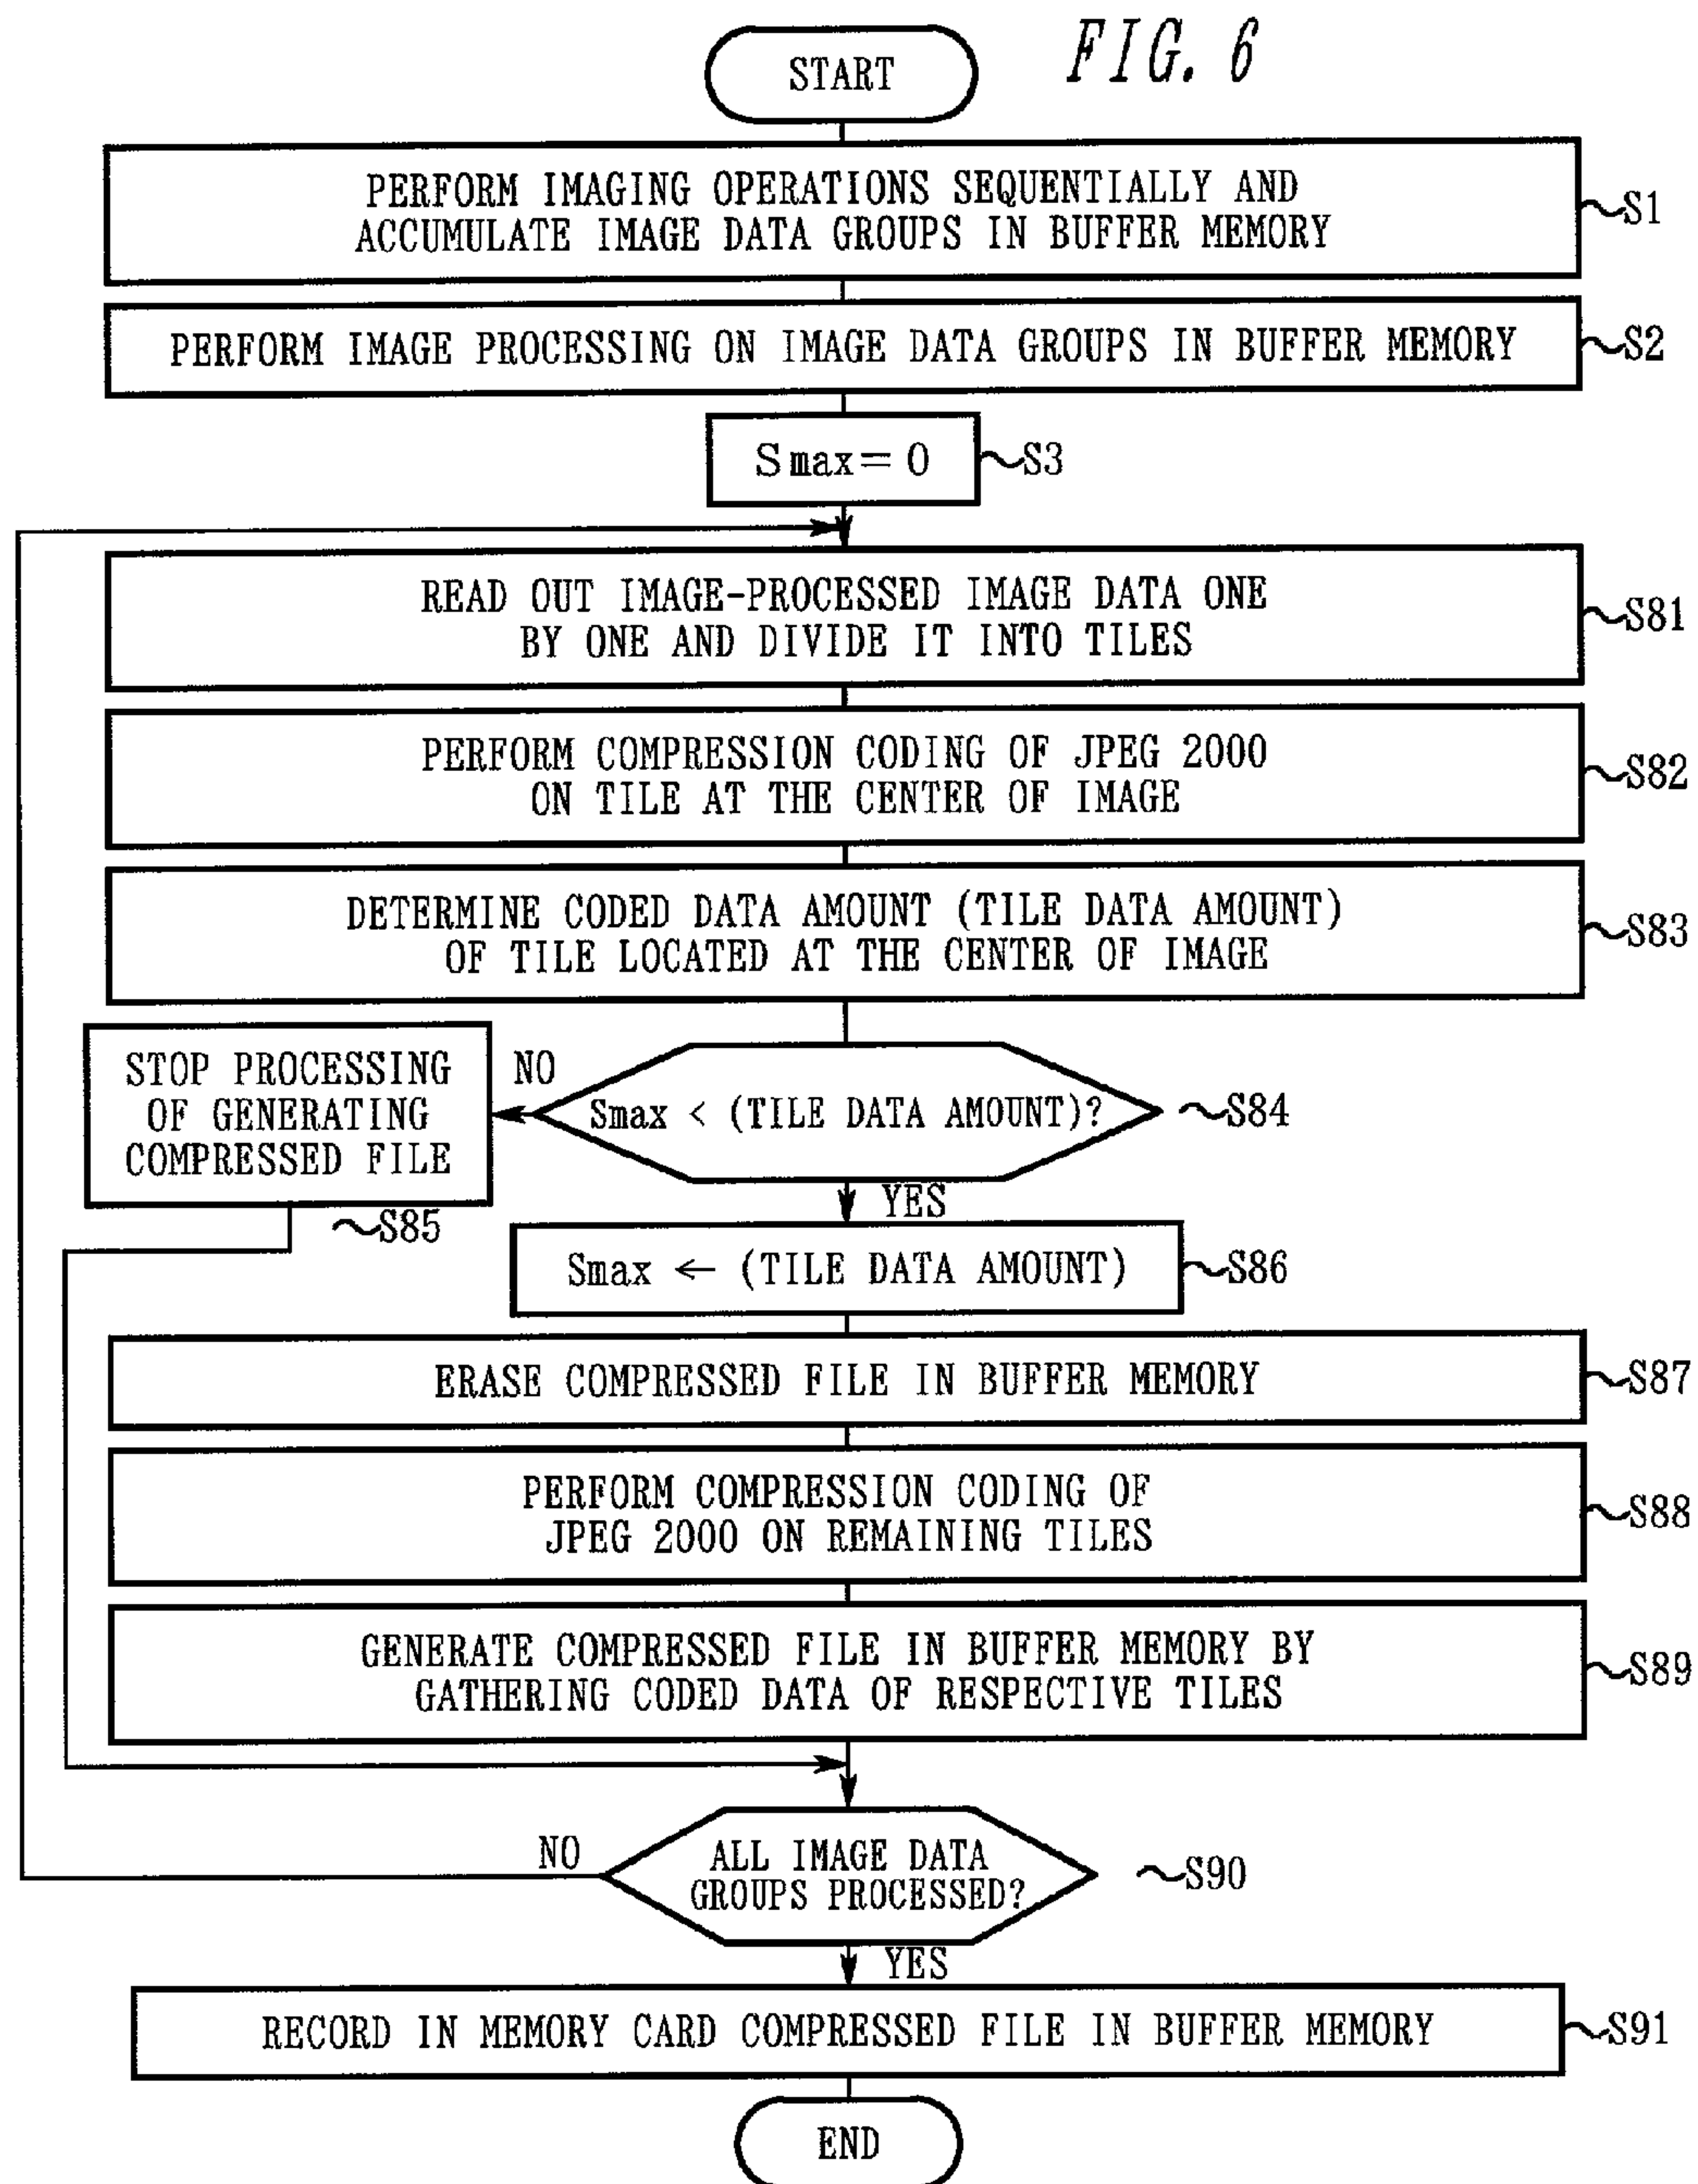 FIG. 6
START
PERFORM IMAGING OPERATIONS SEQUENTIALLY AND
ACCUMULATE IMAGE DATA GROUPS IN BUFFER MEMORY
S1
PERFORM IMAGE PROCESSING ON IMAGE DATA GROUPS IN BUFFER MEMORY
S2
Smax=0
S3
READ OUT IMAGE-PROCESSED IMAGE DATA ONE
BY ONE AND DIVIDE IT INTO TILES
S81
PERFORM COMPRESSION CODING OF JPEG 2000
ON TILE AT THE CENTER OF IMAGE
S82
DETERMINE CODED DATA AMOUNT (TILE DATA AMOUNT)
OF TILE LOCATED AT THE CENTER OF IMAGE
S83
STOP PROCESSING
OF GENERATING
COMPRESSED FILE
S85
NO
Smax < (TILE DATA AMOUNT)?
S84
YES
Smax ← (TILE DATA AMOUNT)
S86
ERASE COMPRESSED FILE IN BUFFER MEMORY
S87
PERFORM COMPRESSION CODING OF
JPEG 2000 ON REMAINING TILES
S88
GENERATE COMPRESSED FILE IN BUFFER MEMORY BY
GATHERING CODED DATA OF RESPECTIVE TILES
S89
NO
ALL IMAGE DATA
GROUPS PROCESSED?
S90
YES
RECORD IN MEMORY CARD COMPRESSED FILE IN BUFFER MEMORY
S91
END